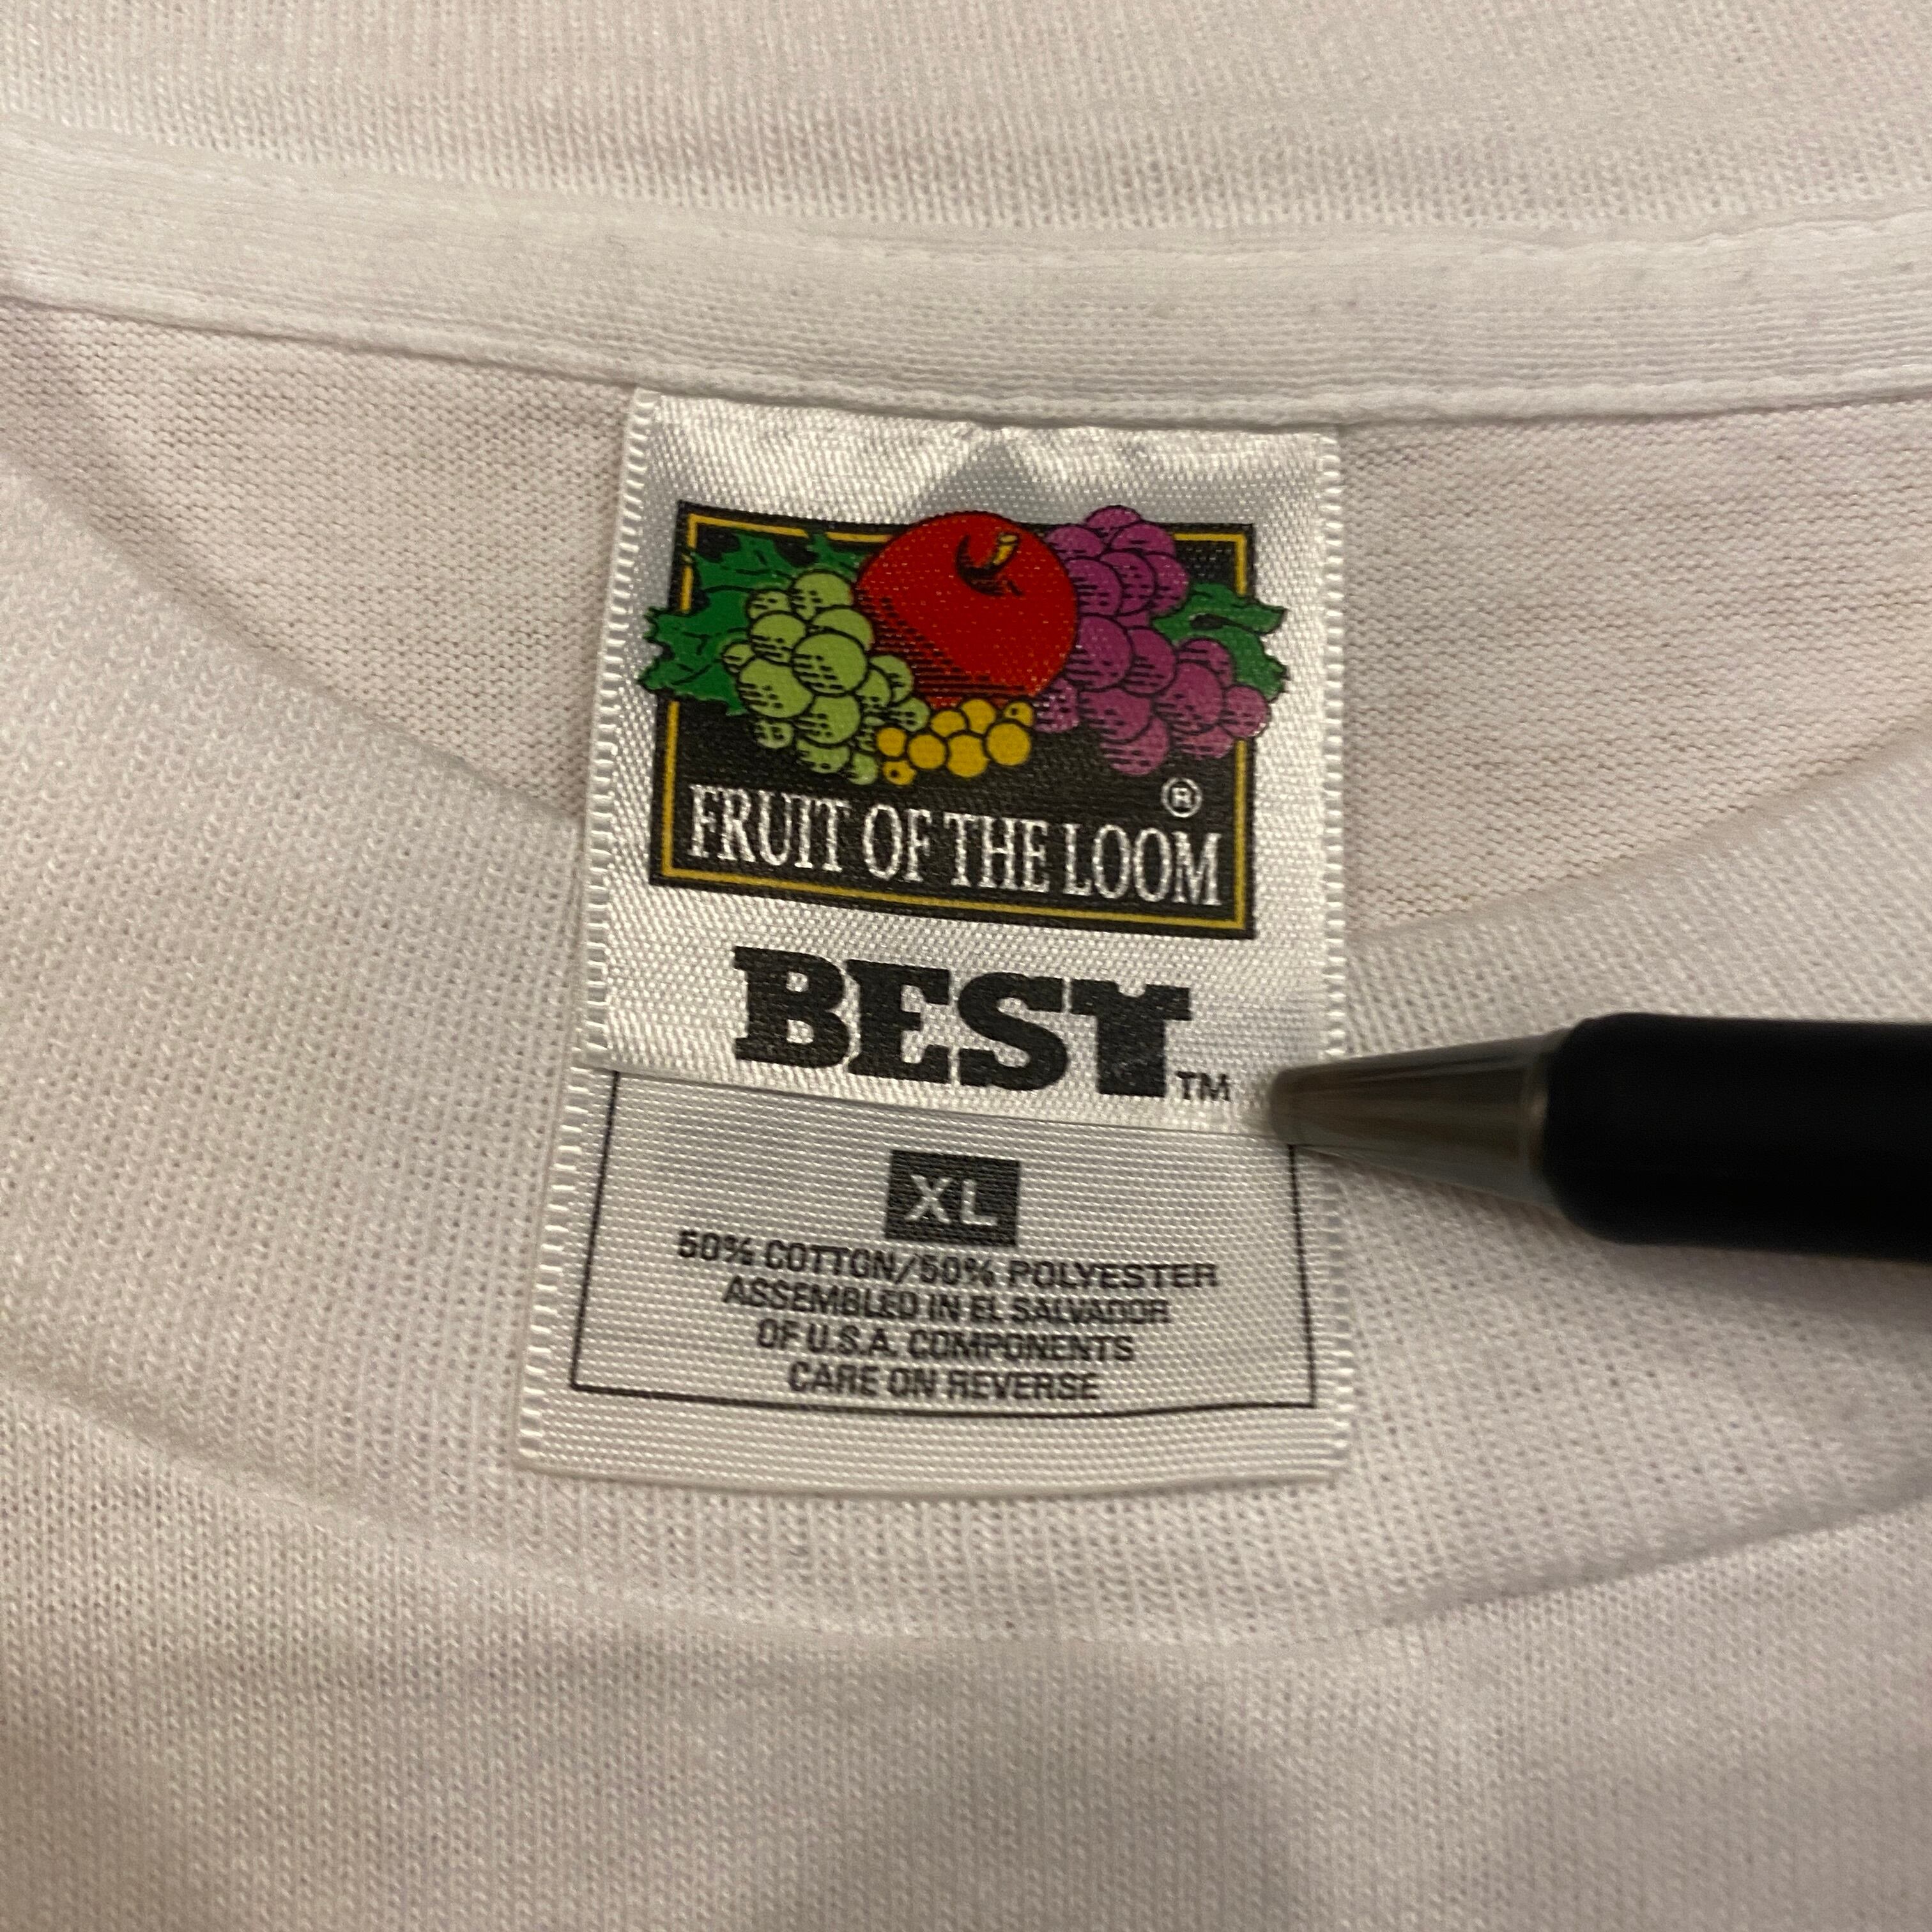 FRUIT OF THE LOOM ®
BEST™
XL
50% COTTON/50% POLYESTER
ASSEMBLED IN EL SALVADOR
OF U.S.A. COMPONENTS
CARE ON REVERSE